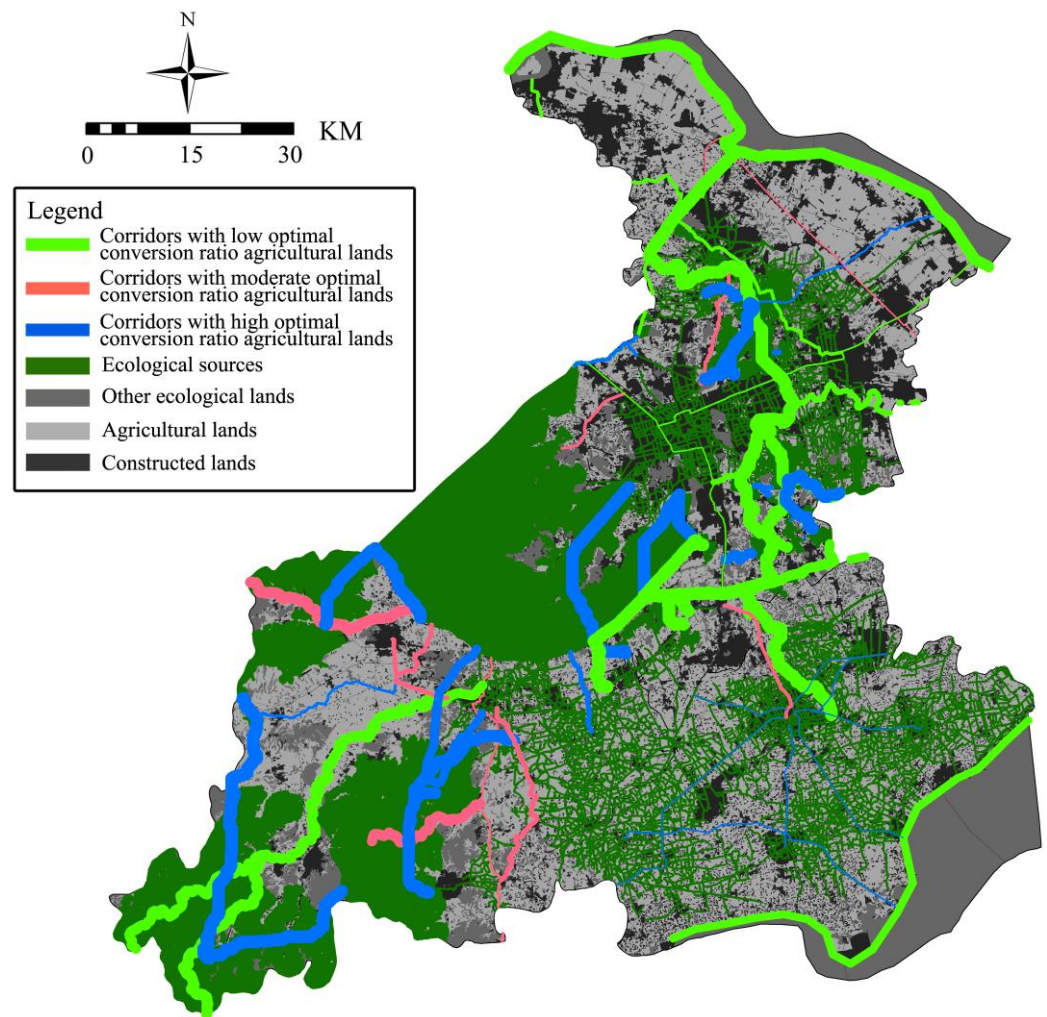 N
KM
0 15 30
Legend
Corridors with low optimal
conversion ratio agricultural lands
Corridors with moderate optimal
conversion ratio agricultural lands
Corridors with high optimal
conversion ratio agricultural lands
Ecological sources
Other ecological lands
Agricultural lands
Constructed lands